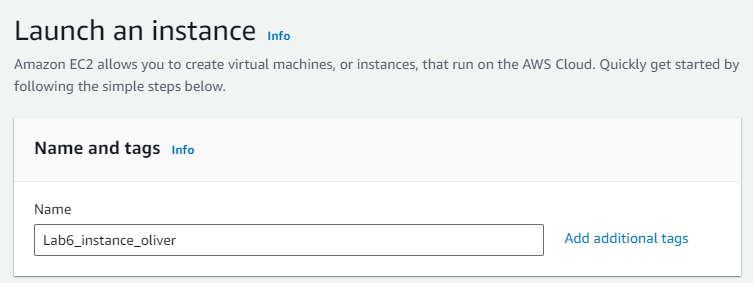 Launch an instance Info
Amazon EC2 allows you to create virtual machines, or instances, that run on the AWS Cloud. Quickly get started by
following the simple steps below.
Name and tags Info
Name
Lab6_instance_oliver Add additional tags